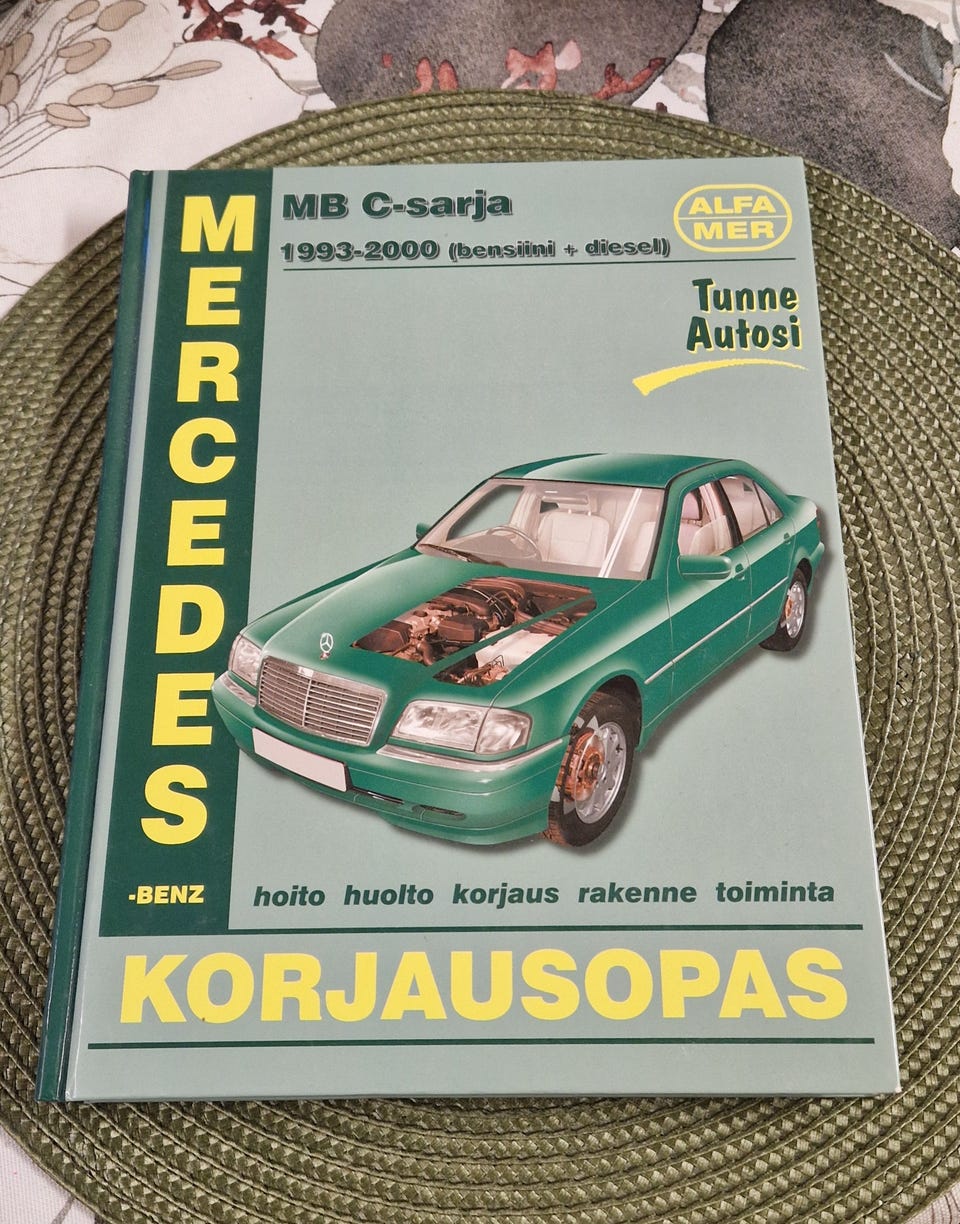 MERCEDES
-BENZ
MB C-sarja
1993-2000 (bensiini + diesel)
ALFA
MER
Tunne
Autosi
hoito huolto korjaus rakenne toiminta
KORJAUSOPAS